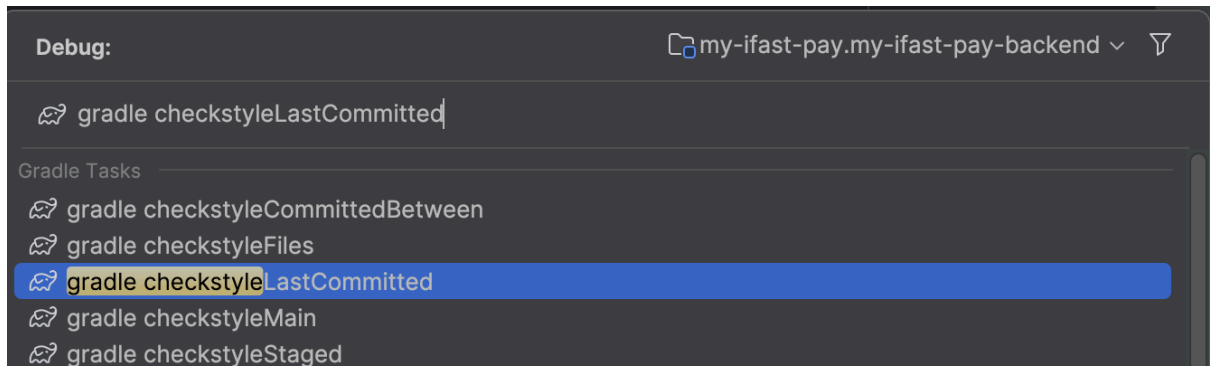 Debug:
my-ifast-pay.my-ifast-pay-backend
gradle checkstyleLastCommitted
Gradle Tasks
gradle checkstyleCommittedBetween
gradle checkstyleFiles
gradle checkstyleLastCommitted
gradle checkstyleMain
gradle checkstyleStaged